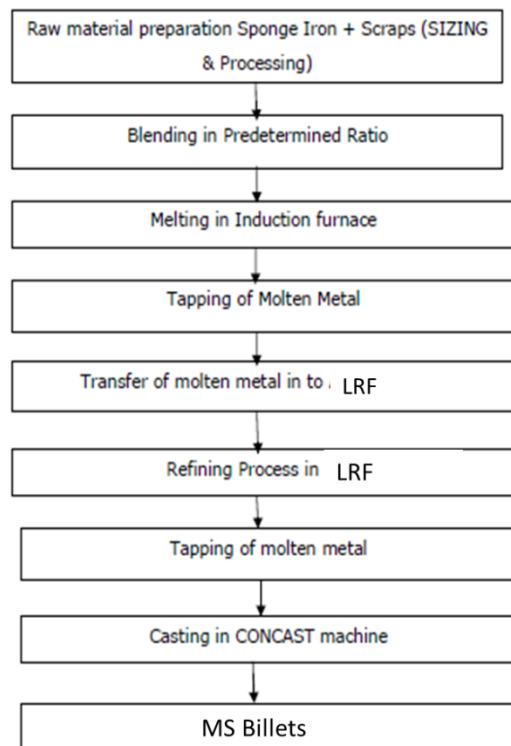 Raw material preparation Sponge Iron + Scraps (SIZING
& Processing)
Blending in Predetermined Ratio
Melting in Induction furnace
Tapping of Molten Metal
Transfer of molten metal in to LRF
Refining Process in LRF
Tapping of molten metal
Casting in CONCAST machine
MS Billets